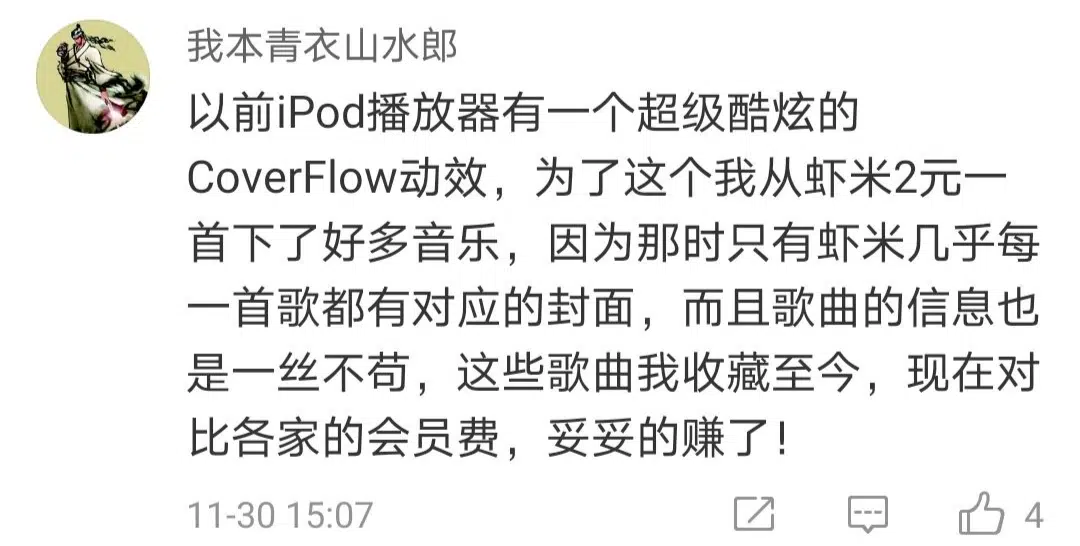 我本青衣山水郎
以前iPod播放器有一个超级酷炫的
CoverFlow动效，为了这个我从虾米2元一
首下了好多音乐，因为那时只有虾米几乎每
一首歌都有对应的封面，而且歌曲的信息也
是一丝不苟，这些歌曲我收藏至今，现在对
比各家的会员费，妥妥的赚了！
11-30 15:07
4